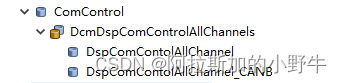 ComControl
DcmDspComControlAllChannels
DspComContolAllChannel
DspComContolAllChannel_CANB
CSDN @阿拉斯加的小野牛